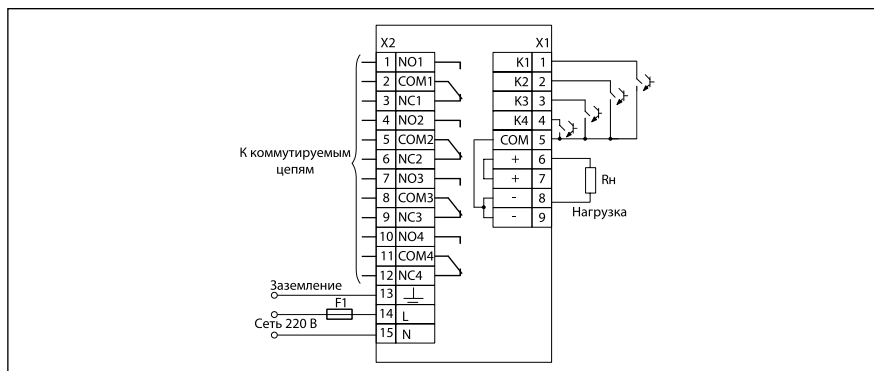 X2
1 NO1
2 COM1
3 NC1
4 NO2
5 COM2
6 NC2
7 NO3
8 COM3
9 NC3
10 NO4
11 COM4
12 NC4
13
14 L
15 N
К коммутируемым
цепям
Заземление
F1
Сеть 220 В
X1
K1 1
K2 2
K3 3
K4 4
COM 5
+ 6
+ 7
- 8
- 9
Rн
Нагрузка